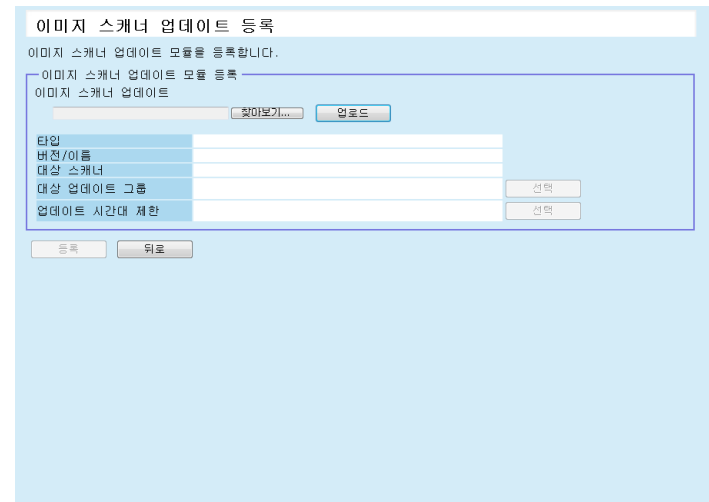 이미지 스캐너 업데이트 등록
이미지 스캐너 업데이트 모듈을 등록합니다.
이미지 스캐너 업데이트 모듈 등록
이미지 스캐너 업데이트
찾아보기... 업로드
타입
버전/이름
대상 스캐너
대상 업데이트 그룹 선택
업데이트 시간대 제한 선택
등록 뒤로